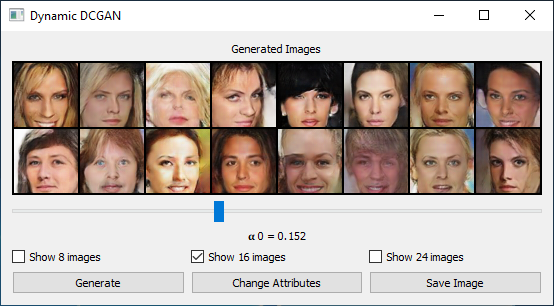 Dynamic DCGAN
Generated Images
α 0 = 0.152
Show 8 images Show 16 images Show 24 images
Generate Change Attributes Save Image